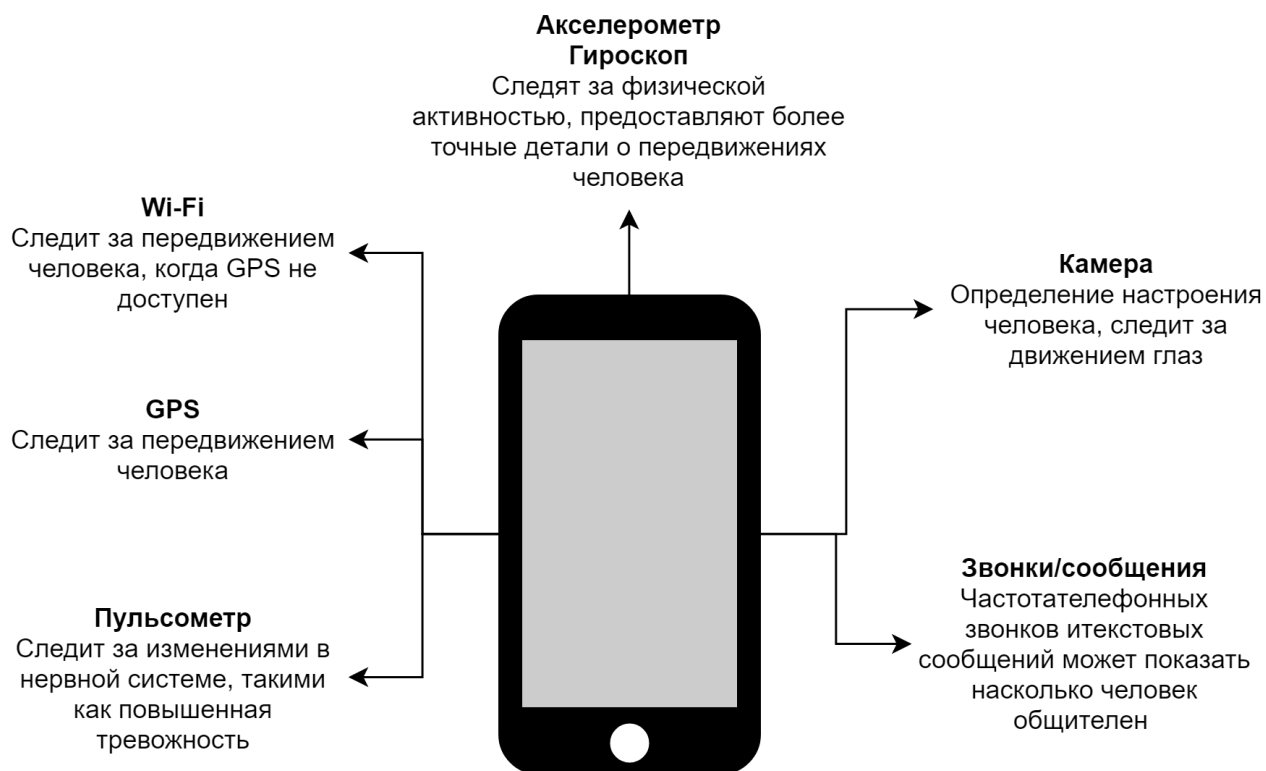 Акселерометр
Гироскоп
Следят за физической
активностью, предоставляют более
точные детали о передвижениях
человека
Wi-Fi
Следит за передвижением
человека, когда GPS не
доступен
GPS
Следит за передвижением
человека
Пульсометр
Следит за изменениями в
нервной системе, такими
как повышенная
тревожность
Камера
Определение настроения
человека, следит за
движением глаз
Звонки/сообщения
Частотателефонных
звонков итекстовых
сообщений может показать
насколько человек
общителен